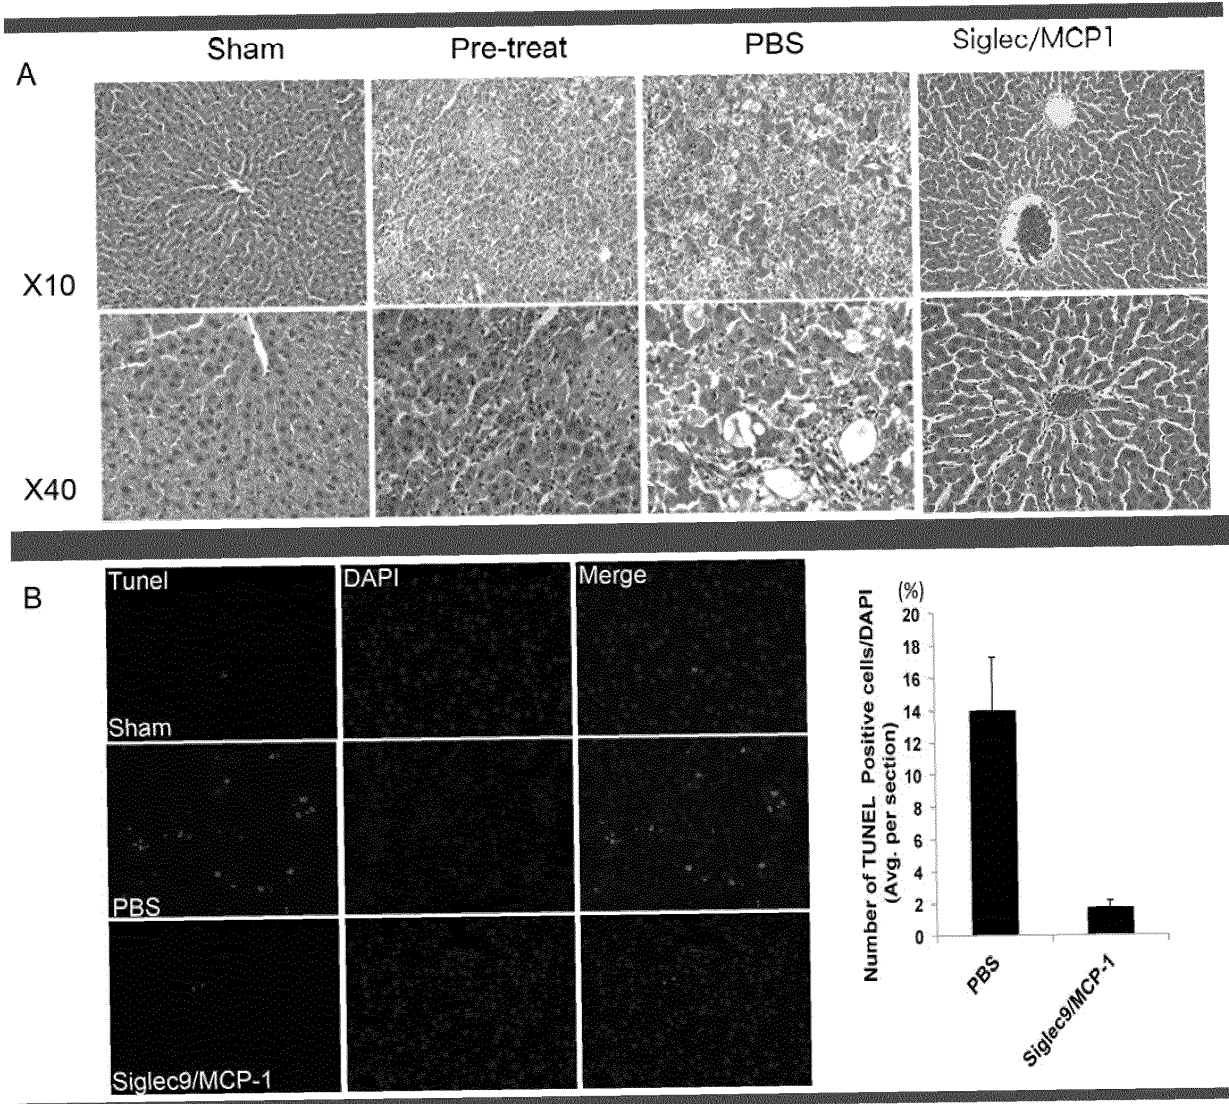 Sham
Pre-treat
PBS
Siglec/MCP1
A
X10
X40
B
Tunel
DAPI
Merge
Sham
PBS
Siglec9/MCP-1
Number of TUNEL Positive cells/DAPI
(Avg. per section)
(%)
20
18
16
14
12
10
8
6
4
2
0
PBS
Siglec9/MCP-1